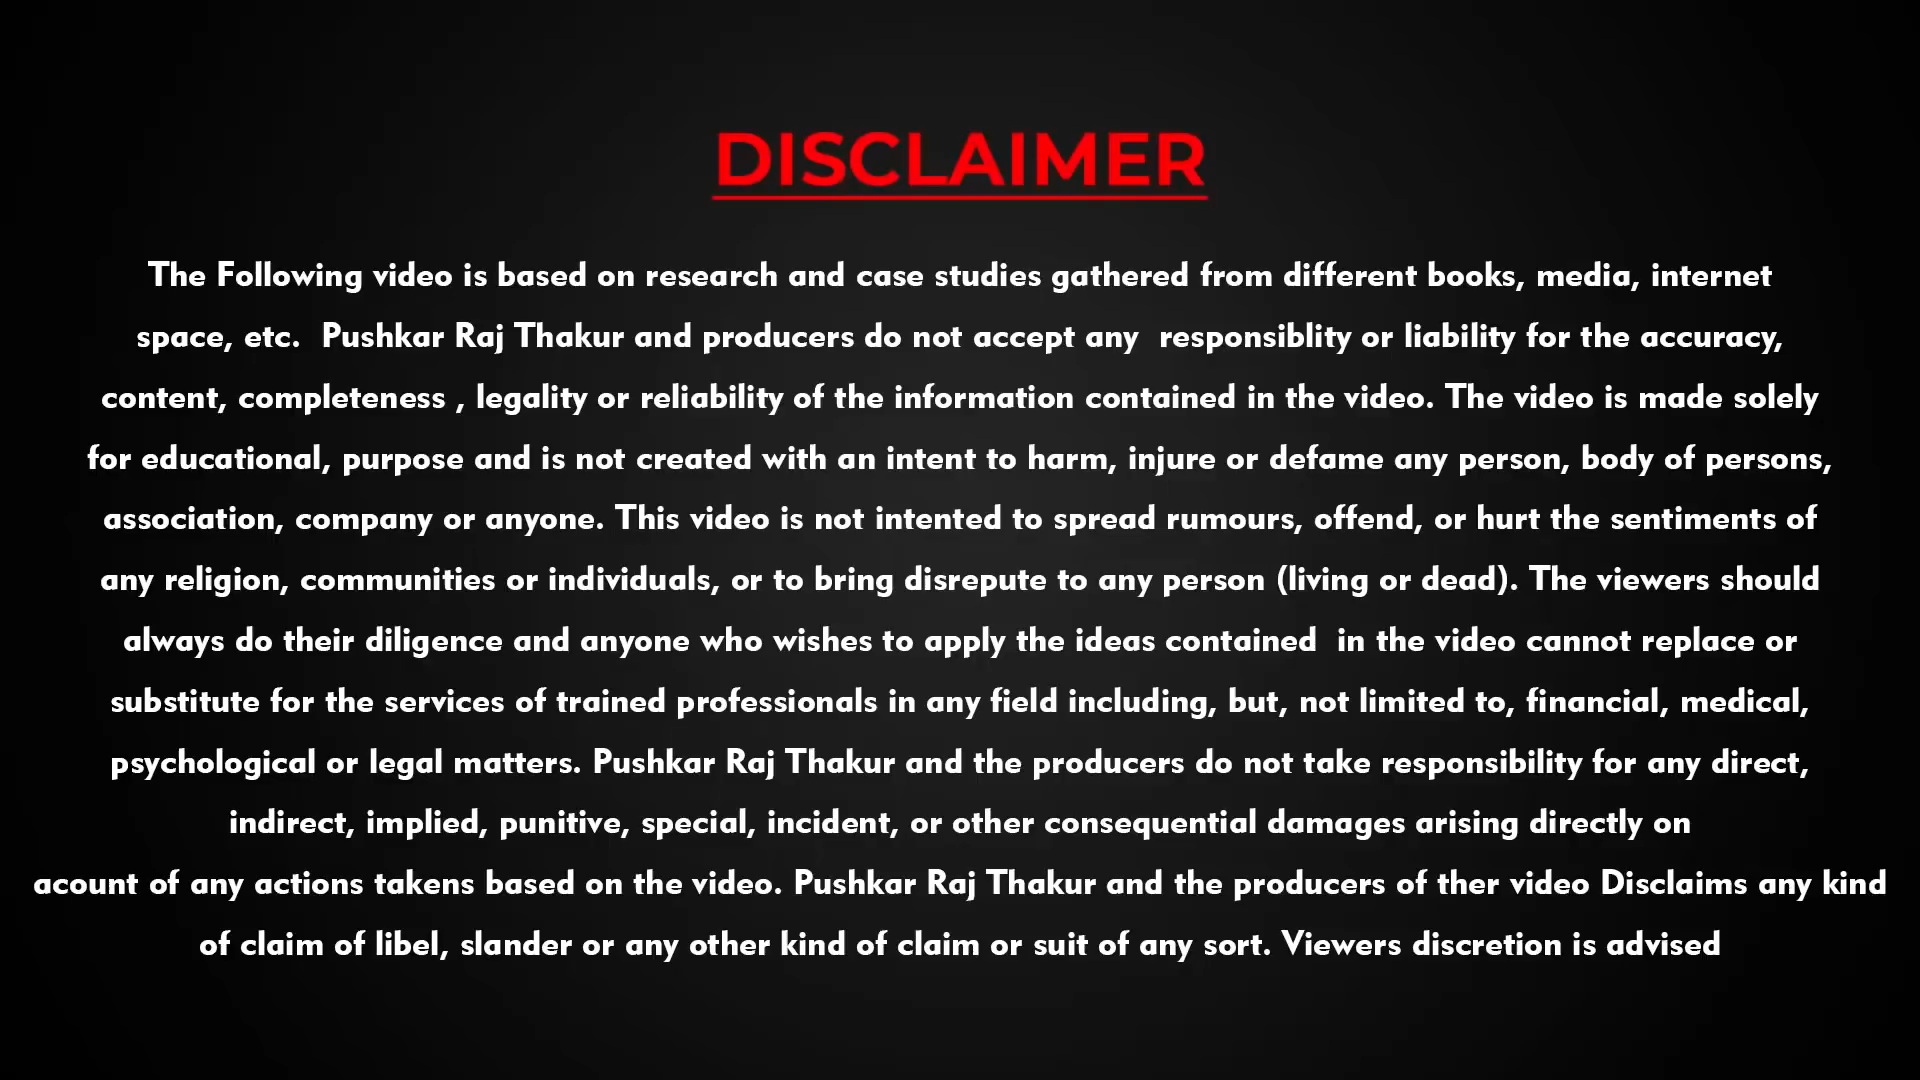 DISCLAIMER
The Following video is based on research and case studies gathered from different books, media, internet
space, etc.  Pushkar Raj Thakur and producers do not accept any  responsiblity or liability for the accuracy,
content, completeness , legality or reliability of the information contained in the video. The video is made solely
for educational, purpose and is not created with an intent to harm, injure or defame any person, body of persons,
association, company or anyone. This video is not intented to spread rumours, offend, or hurt the sentiments of
any religion, communities or individuals, or to bring disrepute to any person (living or dead). The viewers should
always do their diligence and anyone who wishes to apply the ideas contained  in the video cannot replace or
substitute for the services of trained professionals in any field including, but, not limited to, financial, medical,
psychological or legal matters. Pushkar Raj Thakur and the producers do not take responsibility for any direct,
indirect, implied, punitive, special, incident, or other consequential damages arising directly on
acount of any actions takens based on the video. Pushkar Raj Thakur and the producers of ther video Disclaims any kind
of claim of libel, slander or any other kind of claim or suit of any sort. Viewers discretion is advised